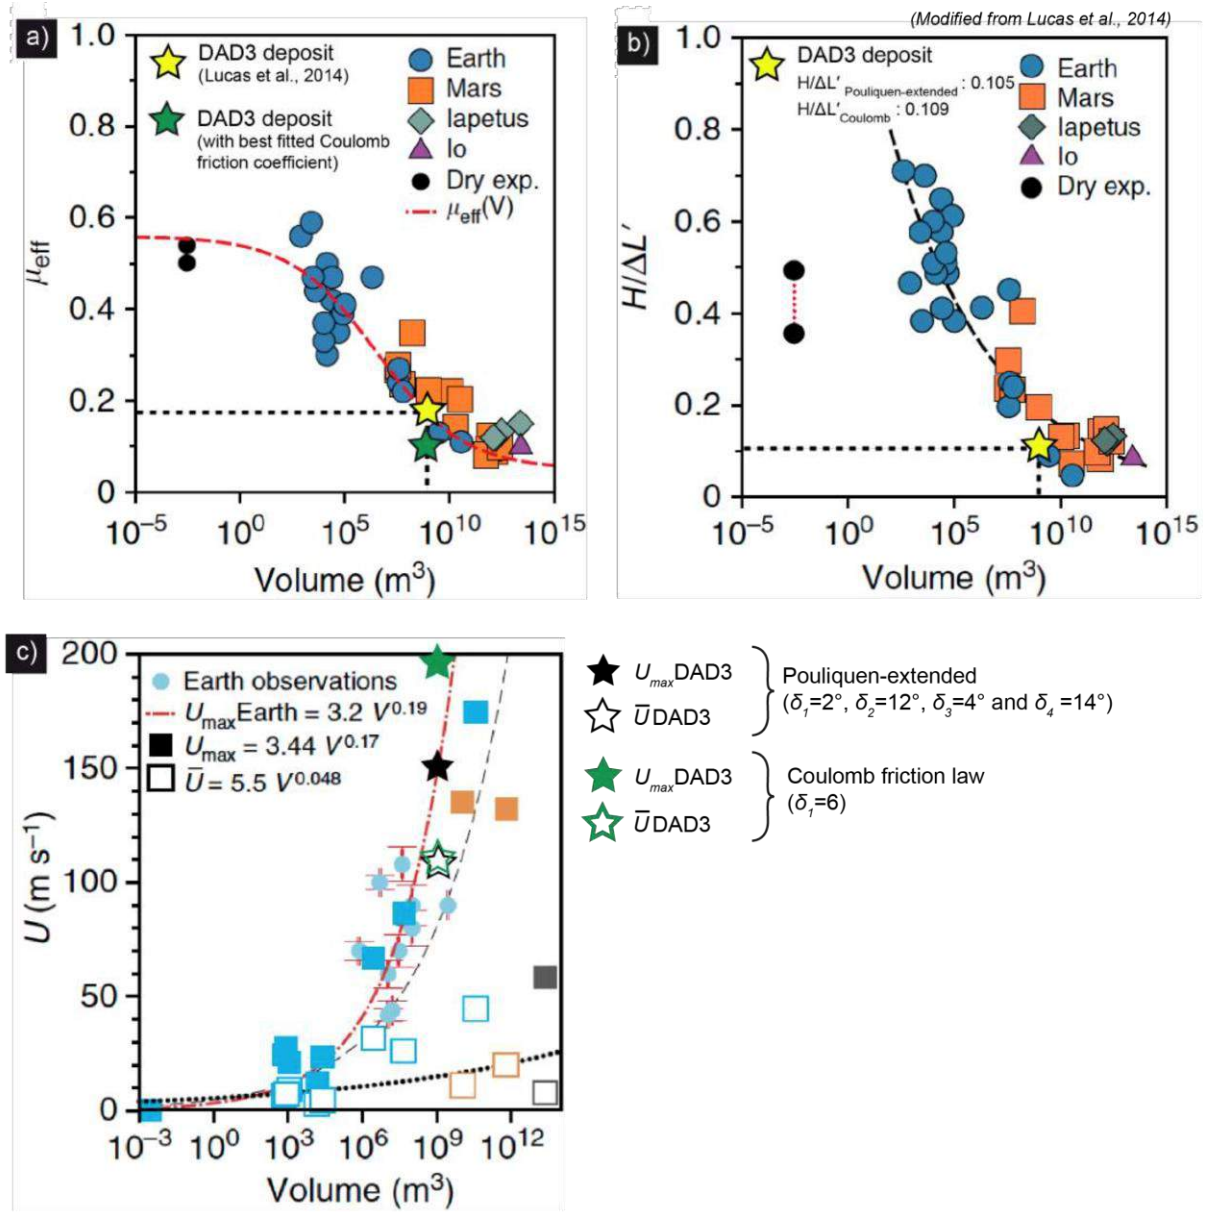 (Modified from Lucas et al., 2014)
a)
1.0
0.8
0.6
0.4
0.2
0
μeff
DAD3 deposit
(Lucas et al., 2014)
DAD3 deposit
(with best fitted Coulomb
friction coefficient)
Earth
Mars
Iapetus
Io
Dry exp.
μeff(V)
10⁻⁵ 10⁰ 10⁵ 10¹⁰ 10¹⁵
Volume (m³)
b)
1.0
0.8
0.6
0.4
0.2
0
H/ΔL′
DAD3 deposit
H/ΔL′ Pouliquen-extended : 0.105
H/ΔL′ Coulomb : 0.109
Earth
Mars
Iapetus
Io
Dry exp.
10⁻⁵ 10⁰ 10⁵ 10¹⁰ 10¹⁵
Volume (m³)
c)
200
150
100
50
0
U (m s⁻¹)
Earth observations
UmaxEarth = 3.2 V^0.19
Umax = 3.44 V^0.17
U̅ = 5.5 V^0.048
10⁻³ 10⁰ 10³ 10⁶ 10⁹ 10¹²
Volume (m³)
UmaxDAD3
U̅ DAD3
Pouliquen-extended
(δ₁=2°, δ₂=12°, δ₃=4° and δ₄ =14°)
UmaxDAD3
U̅ DAD3
Coulomb friction law
(δ₁=6)